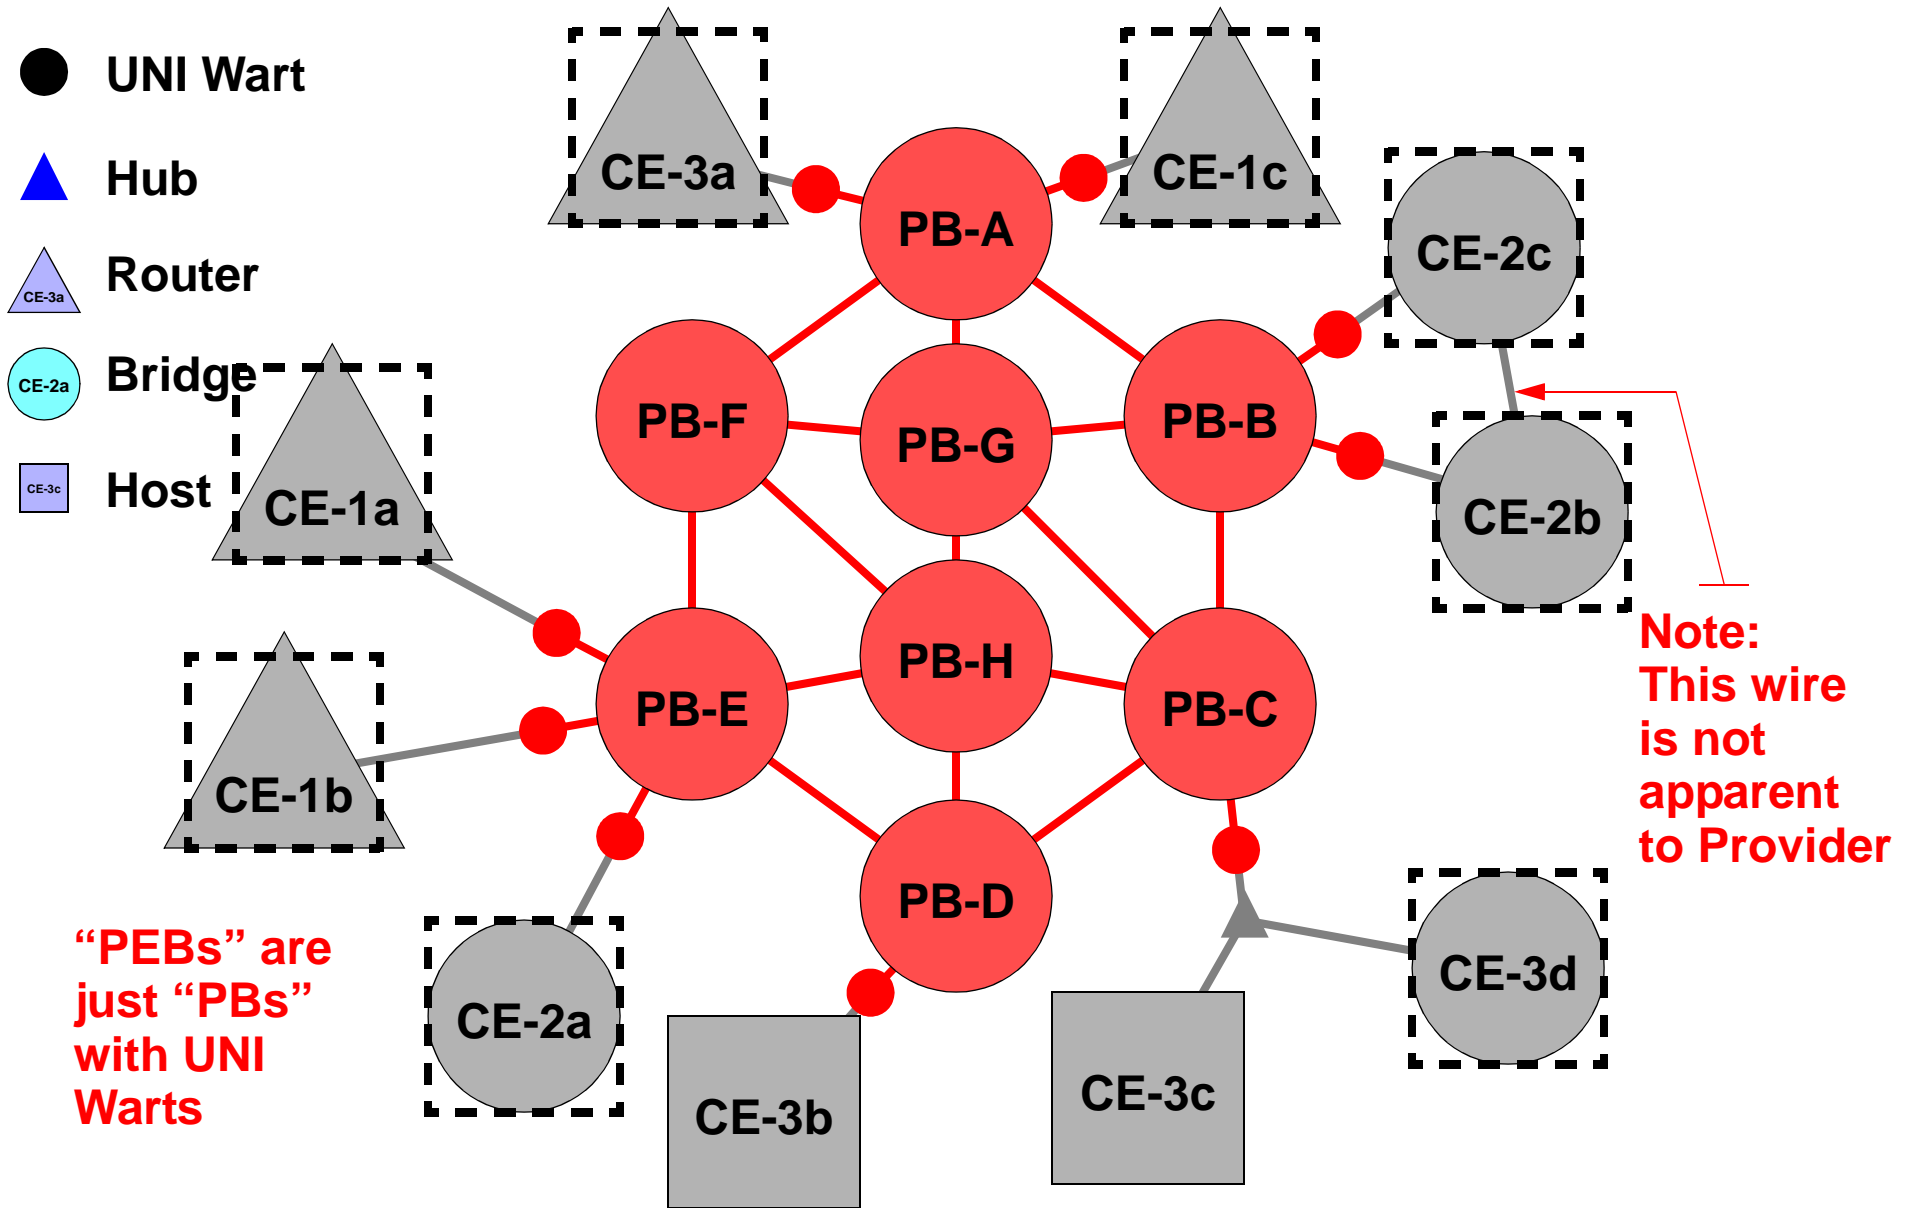 UNI Wart
Hub
CE-3a
Router
CE-2a
Bridge
CE-3c
Host
CE-3a
CE-1c
PB-A
CE-2c
PB-F
PB-G
PB-B
CE-1a
CE-2b
PB-E
PB-H
PB-C
CE-1b
PB-D
CE-2a
CE-3b
CE-3c
CE-3d
Note:
This wire
is not
apparent
to Provider
“PEBs” are
just “PBs”
with UNI
Warts